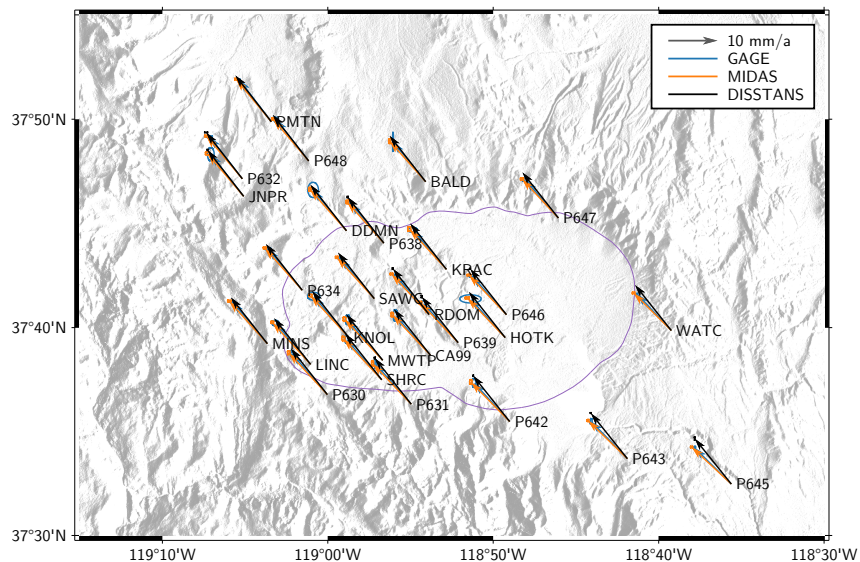 10 mm/a
GAGE
MIDAS
DISSTANS
37°50'N
37°40'N
37°30'N
PMTN
P648
P632
JNPR
BALD
P647
DDMN
P638
KRAC
P634
SAWC
RDOM
P646
HOTK
P639
WATC
MINS
KNOL
LINC
MWTP
CA99
SHRC
P630
P631
P642
P643
P645
119°10'W
119°00'W
118°50'W
118°40'W
118°30'W